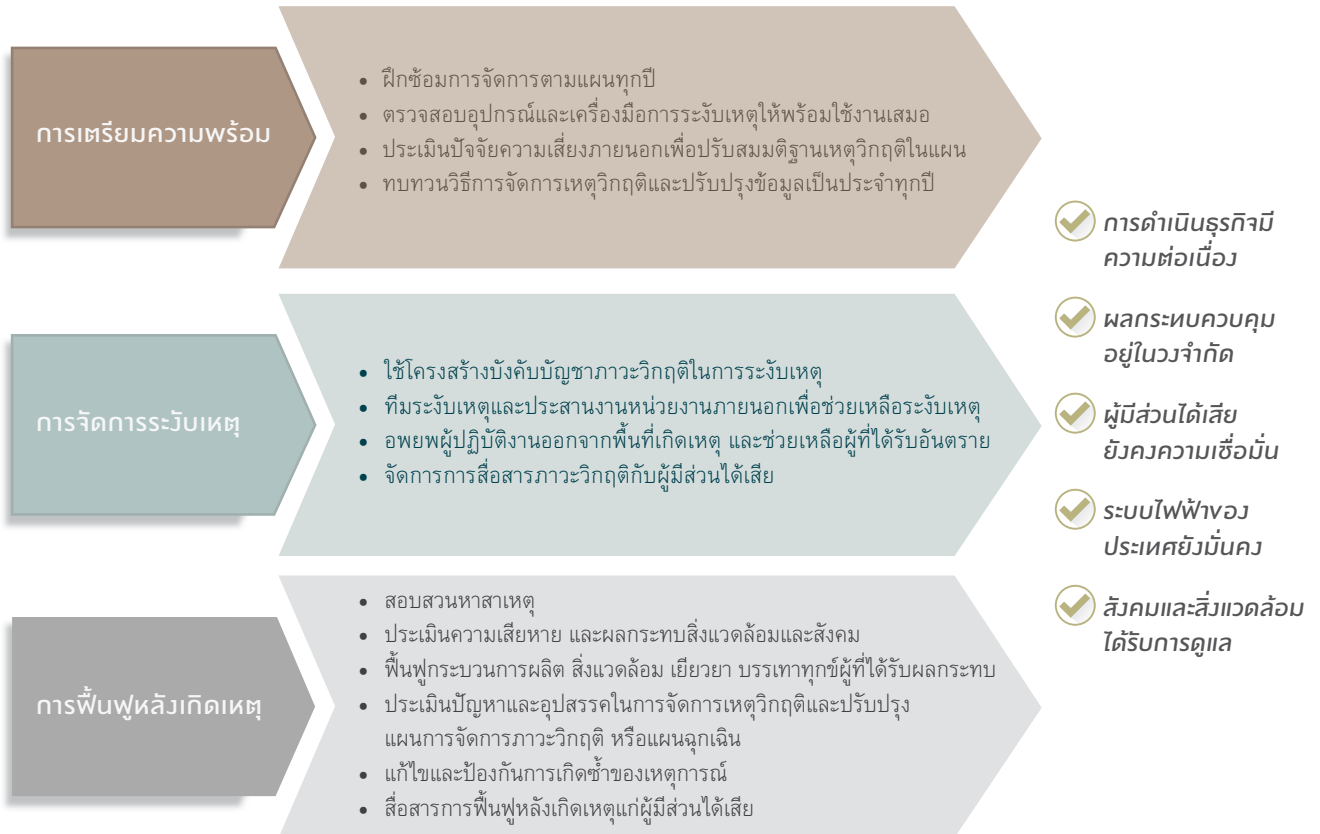 การเตรียมความพร้อม
• ฝึกซ้อมการจัดการตามแผนทุกปี
• ตรวจสอบอุปกรณ์และเครื่องมือการระงับเหตุให้พร้อมใช้งานเสมอ
• ประเมินปัจจัยความเสี่ยงภายนอกเพื่อปรับสมมติฐานเหตุวิกฤติในแผน
• ทบทวนวิธีการจัดการเหตุวิกฤติและปรับปรุงข้อมูลเป็นประจำทุกปี
การจัดการระงับเหตุ
• ใช้โครงสร้างบังคับบัญชาภาวะวิกฤติในการระงับเหตุ
• ทีมระงับเหตุและประสานงานหน่วยงานภายนอกเพื่อช่วยเหลือระงับเหตุ
• อพยพผู้ปฏิบัติงานออกจากพื้นที่เกิดเหตุ และช่วยเหลือผู้ที่ได้รับอันตราย
• จัดการการสื่อสารภาวะวิกฤติกับผู้มีส่วนได้เสีย
การฟื้นฟูหลังเกิดเหตุ
• สอบสวนหาสาเหตุ
• ประเมินความเสียหาย และผลกระทบสิ่งแวดล้อมและสังคม
• ฟื้นฟูกระบวนการผลิต สิ่งแวดล้อม เยียวยา บรรเทาทุกข์ผู้ที่ได้รับผลกระทบ
• ประเมินปัญหาและอุปสรรคในการจัดการเหตุวิกฤติและปรับปรุง
แผนการจัดการภาวะวิกฤติ หรือแผนฉุกเฉิน
• แก้ไขและป้องกันการเกิดซ้ำของเหตุการณ์
• สื่อสารการฟื้นฟูหลังเกิดเหตุแก่ผู้มีส่วนได้เสีย
การดำเนินธุรกิจมี
ความต่อเนื่อง
ผลกระทบควบคุม
อยู่ในวงจำกัด
ผู้มีส่วนได้เสีย
ยังคงความเชื่อมั่น
ระบบไฟฟ้าของ
ประเทศยังมั่นคง
สังคมและสิ่งแวดล้อม
ได้รับการดูแล